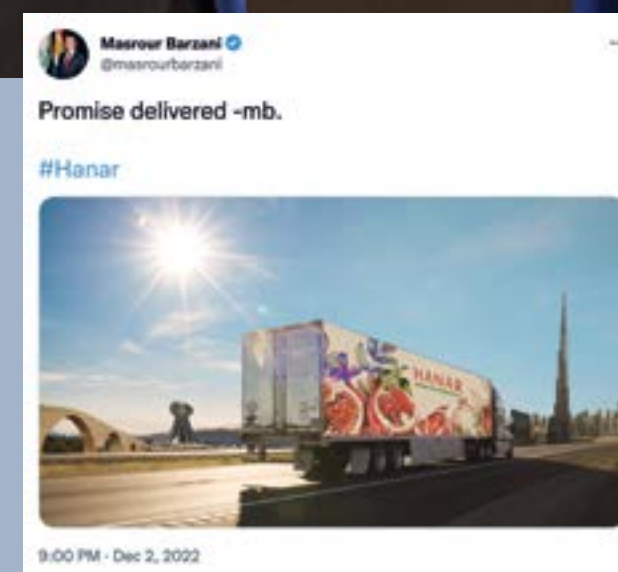 Masrour Barzani
@masrourbarzani
Promise delivered -mb.
#Hanar
HANAR
9:00 PM · Dec 2, 2022